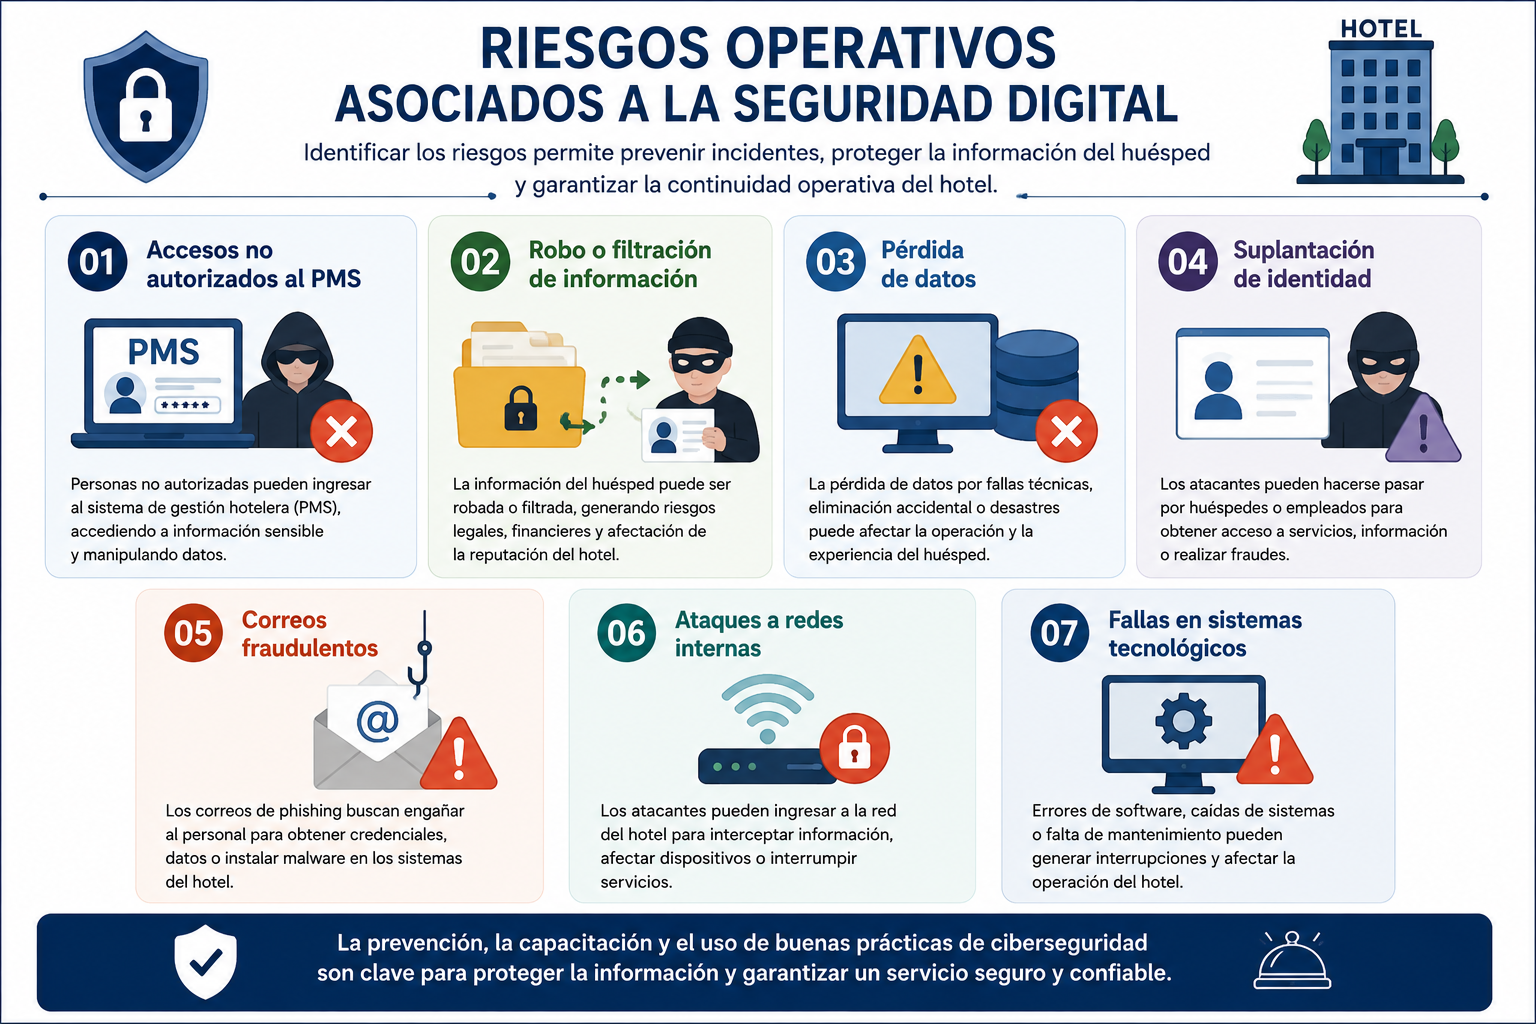 RIESGOS OPERATIVOS
ASOCIADOS A LA SEGURIDAD DIGITAL
Identificar los riesgos permite prevenir incidentes, proteger la información del huésped
y garantizar la continuidad operativa del hotel.
HOTEL
01
Accesos no
autorizados al PMS
PMS
*****
Personas no autorizadas pueden ingresar
al sistema de gestión hotelera (PMS),
accediendo a información sensible
y manipulando datos.
02
Robo o filtración
de información
La información del huésped puede ser
robada o filtrada, generando riesgos
legales, financieres y afectación de
la reputación del hotel.
03
Pérdida
de datos
!
La pérdida de datos por fallas técnicas,
eliminación accidental o desastres
puede afectar la operación y la
experiencia del huésped.
04
Suplantación
de identidad
!
Los atacantes pueden hacerse pasar
por huéspedes o empleados para
obtener acceso a servicios, información
o realizar fraudes.
05
Correos
fraudulentos
@
!
Los correos de phishing buscan engañar
al personal para obtener credenciales,
datos o instalar malware en los sistemas
del hotel.
06
Ataques a redes
internas
Los atacantes pueden ingresar a la red
del hotel para interceptar información,
afectar dispositivos o interrumpir
servicios.
07
Fallas en sistemas
tecnológicos
!
Errores de software, caídas de sistemas
o falta de mantenimiento pueden
generar interrupciones y afectar la
operación del hotel.
La prevención, la capacitación y el uso de buenas prácticas de ciberseguridad
son clave para proteger la información y garantizar un servicio seguro y confiable.